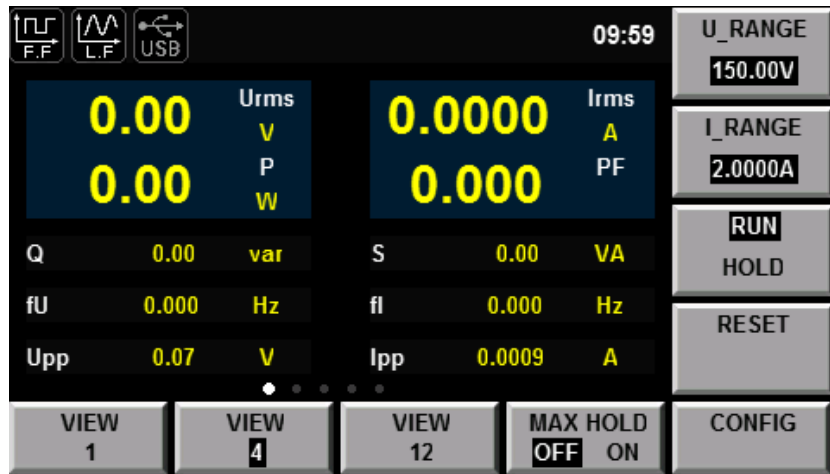 F.F L.F USB 09:59
U_RANGE
150.00V
0.00 Urms V
0.0000 Irms A
I_RANGE
2.0000A
0.00 P W
0.000 PF
RUN
HOLD
Q 0.00 var S 0.00 VA
fU 0.000 Hz fI 0.000 Hz
RESET
Upp 0.07 V Ipp 0.0009 A
VIEW
1
VIEW
4
VIEW
12
MAX HOLD
OFF ON
CONFIG